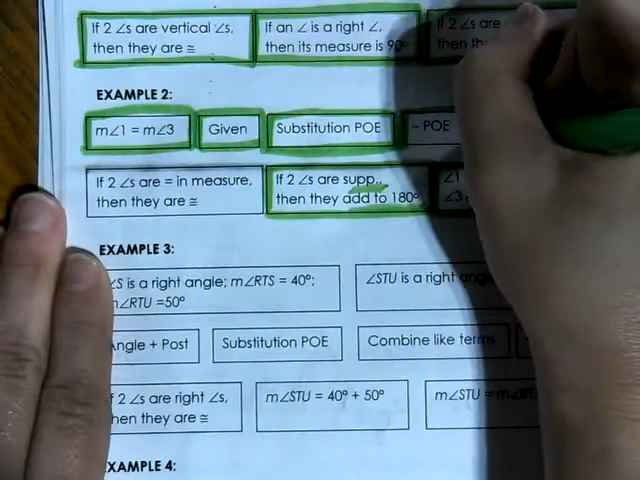 If 2 ∠s are vertical ∠s,
then they are ≅
If an ∠ is a right ∠,
then its measure is 90°
If 2 ∠s are
then
EXAMPLE 2:
m∠1 = m∠3
Given
Substitution POE
− POE
If 2 ∠s are = in measure,
then they are ≅
If 2 ∠s are supp.,
then they add to 180°
∠1
∠3
EXAMPLE 3:
∠S is a right angle; m∠RTS = 40°;
m∠RTU =50°
∠STU is a right angle
Angle + Post
Substitution POE
Combine like terms
If 2 ∠s are right ∠s,
then they are ≅
m∠STU = 40° + 50°
m∠STU = m∠RT
EXAMPLE 4: